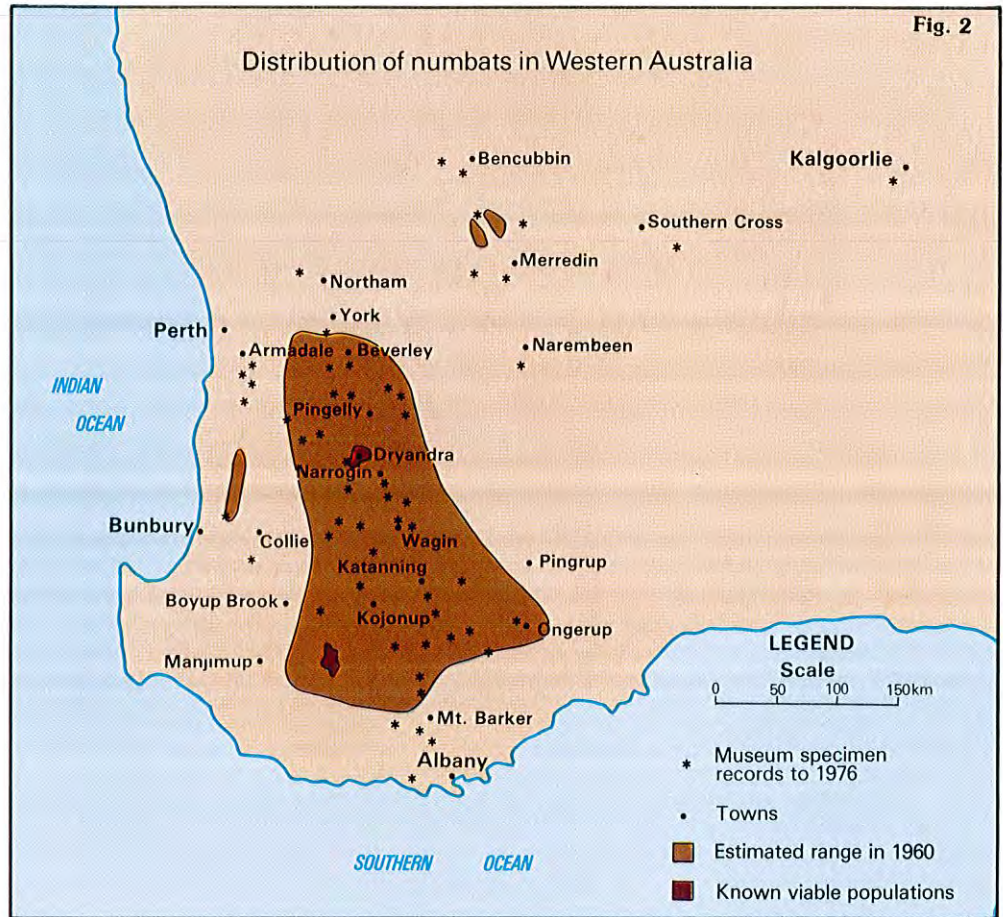 Fig. 2
Distribution of numbats in Western Australia
Bencubbin
Kalgoorlie
Southern Cross
Merredin
Northam
York
Perth
Armadale
Beverley
Narembeen
INDIAN
OCEAN
Pingelly
Dryandra
Narrogin
Bunbury
Collie
Wagin
Pingrup
Katanning
Boyup Brook
Kojonup
Ongerup
Manjimup
Mt. Barker
Albany
SOUTHERN OCEAN
LEGEND
Scale
0 50 100 150km
Museum specimen
records to 1976
Towns
Estimated range in 1960
Known viable populations